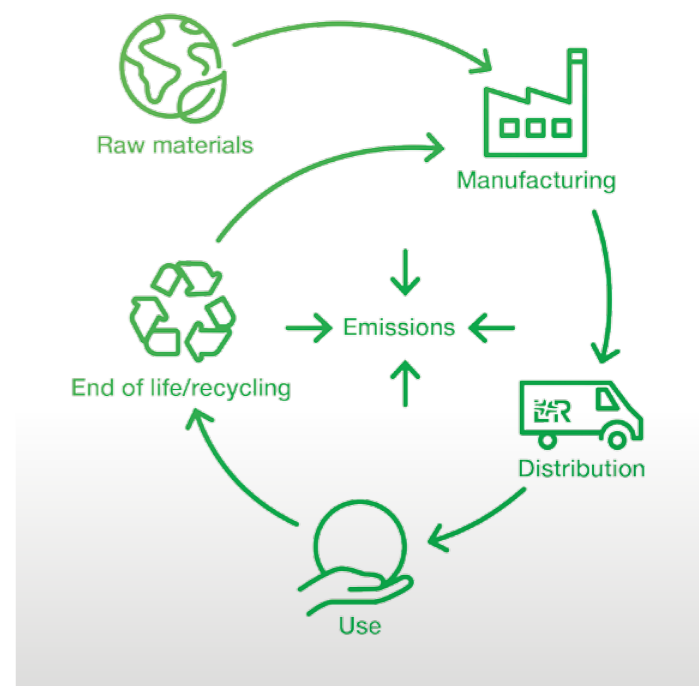 Raw materials
Manufacturing
Emissions
End of life/recycling
Distribution
Use